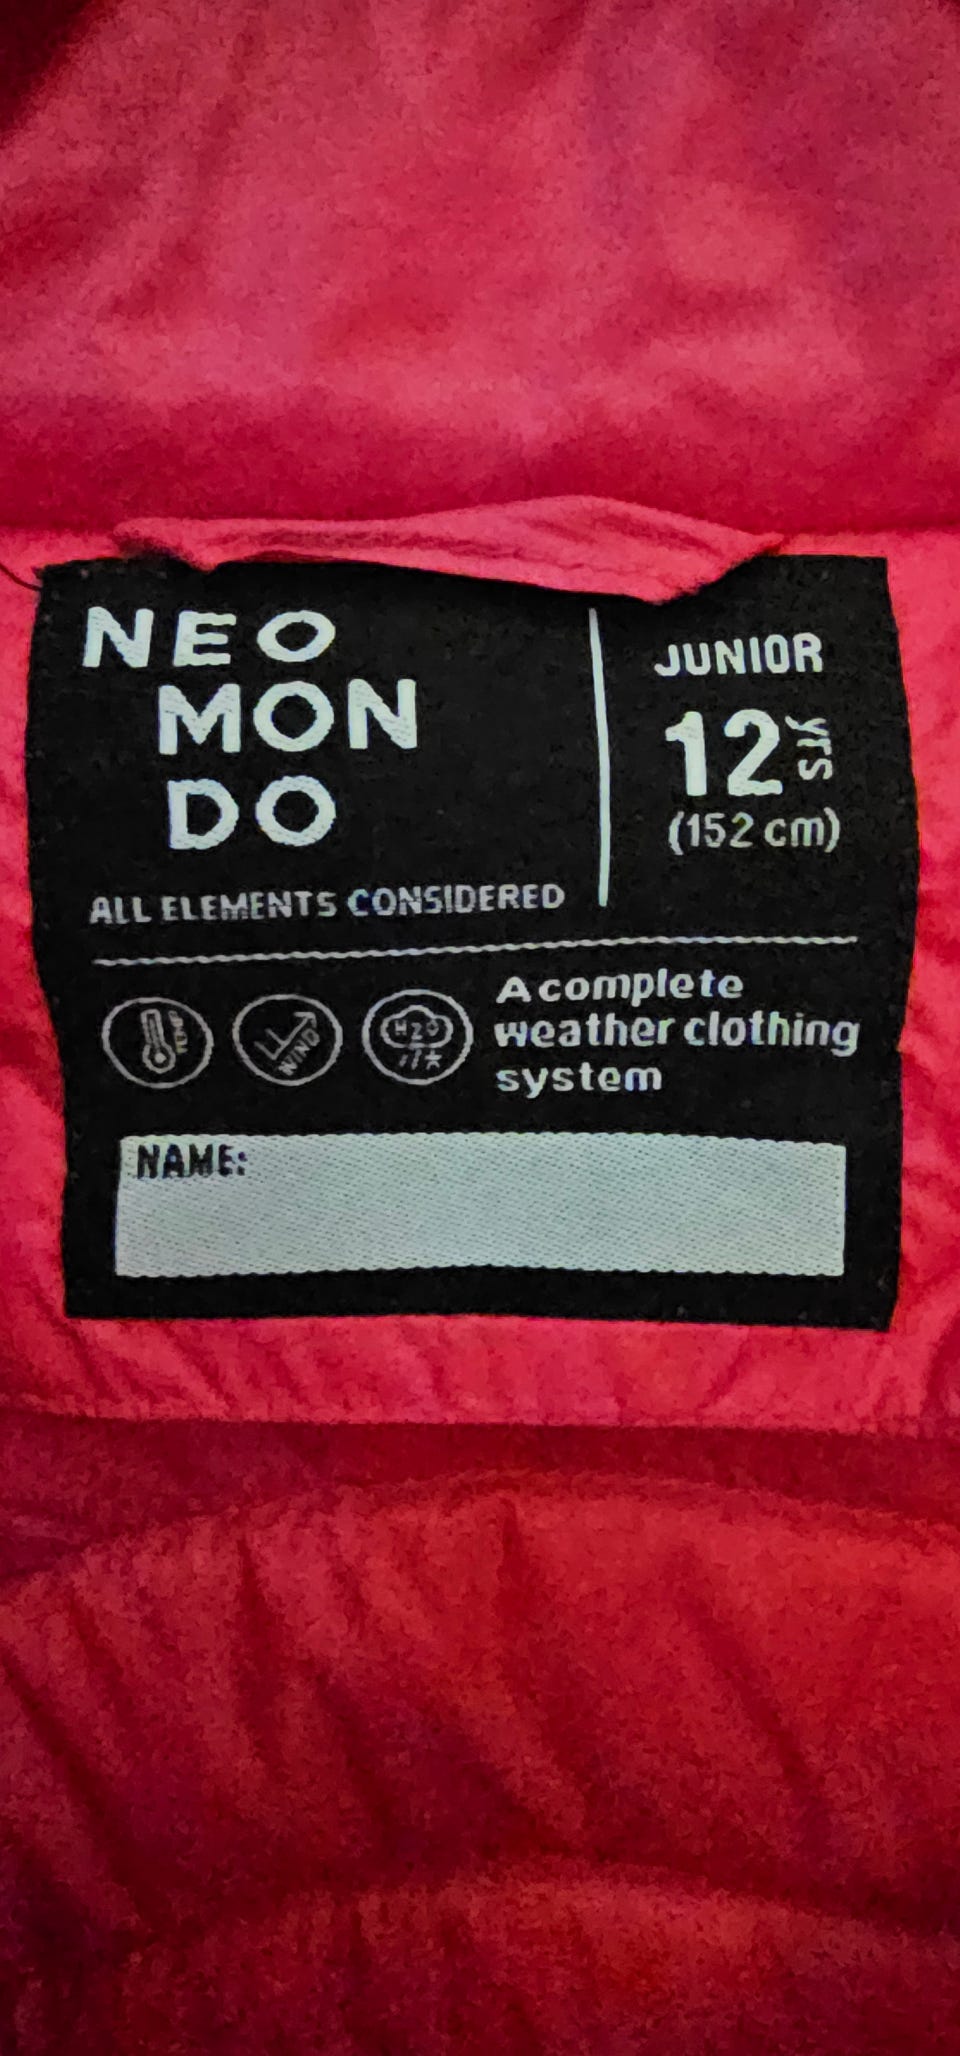 NEO
MON
DO
ALL ELEMENTS CONSIDERED
JUNIOR
12 YRS
(152 cm)
TEMP
WIND
H2O
A complete
weather clothing
system
NAME: